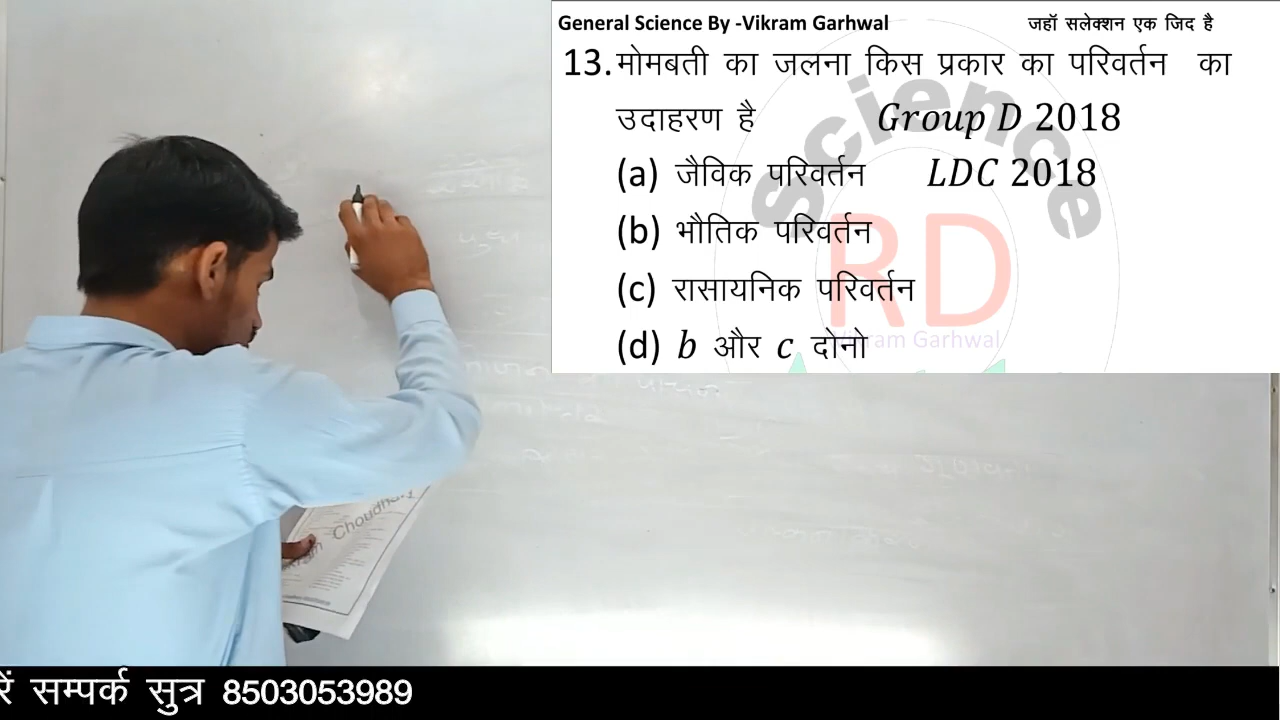 General Science By -Vikram Garhwal जहॉ सलेक्शन एक जिद है
13. मोमबती का जलना किस प्रकार का परिवर्तन का
उदाहरण है Group D 2018
(a) जैविक परिवर्तन LDC 2018
(b) भौतिक परिवर्तन
(c) रासायनिक परिवर्तन
(d) b और c दोनो
Science
RD
Vikram Garhwal
Choudhary
रें सम्पर्क सुत्र 8503053989